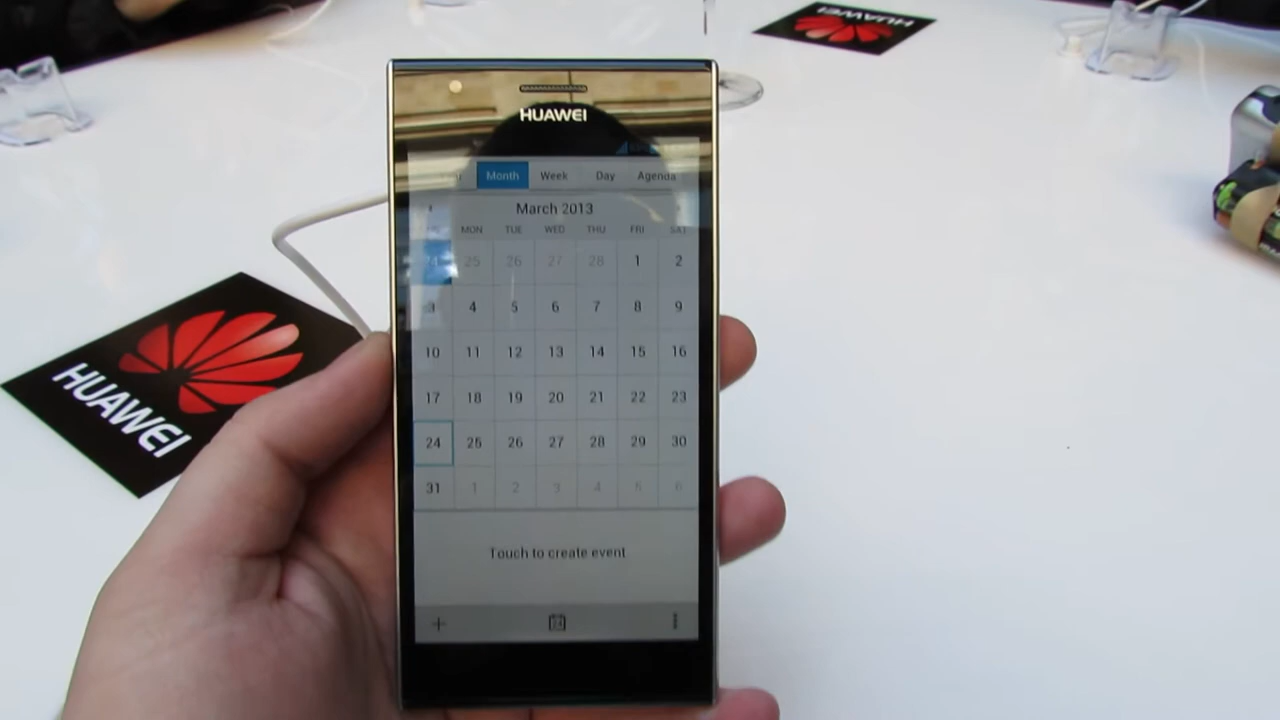 HUAWEI
HUAWEI
Month Week Day Agenda
March 2013
MON TUE WED THU FRI SAT
24 25 26 27 28 1 2
3 4 5 6 7 8 9
10 11 12 13 14 15 16
17 18 19 20 21 22 23
24 25 26 27 28 29 30
31 1 2 3 4 5 6
Touch to create event
+
HUAWEI